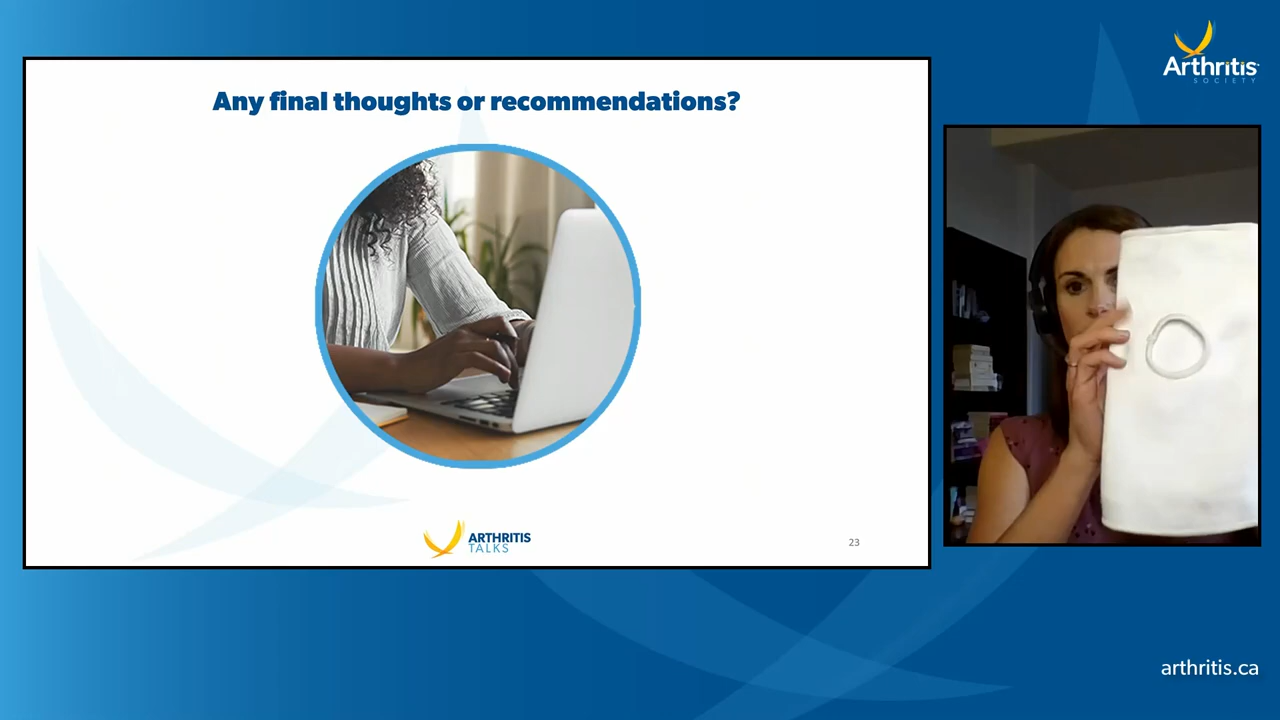 Any final thoughts or recommendations?
ARTHRITIS
TALKS
23
Arthritis
SOCIETY
arthritis.ca